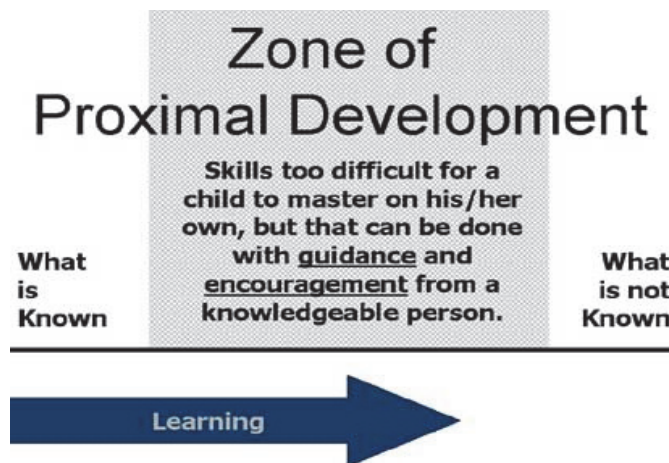 Zone of
Proximal Development
Skills too difficult for a
child to master on his/her
own, but that can be done
with guidance and
encouragement from a
knowledgeable person.
What
is
Known
What
is not
Known
Learning